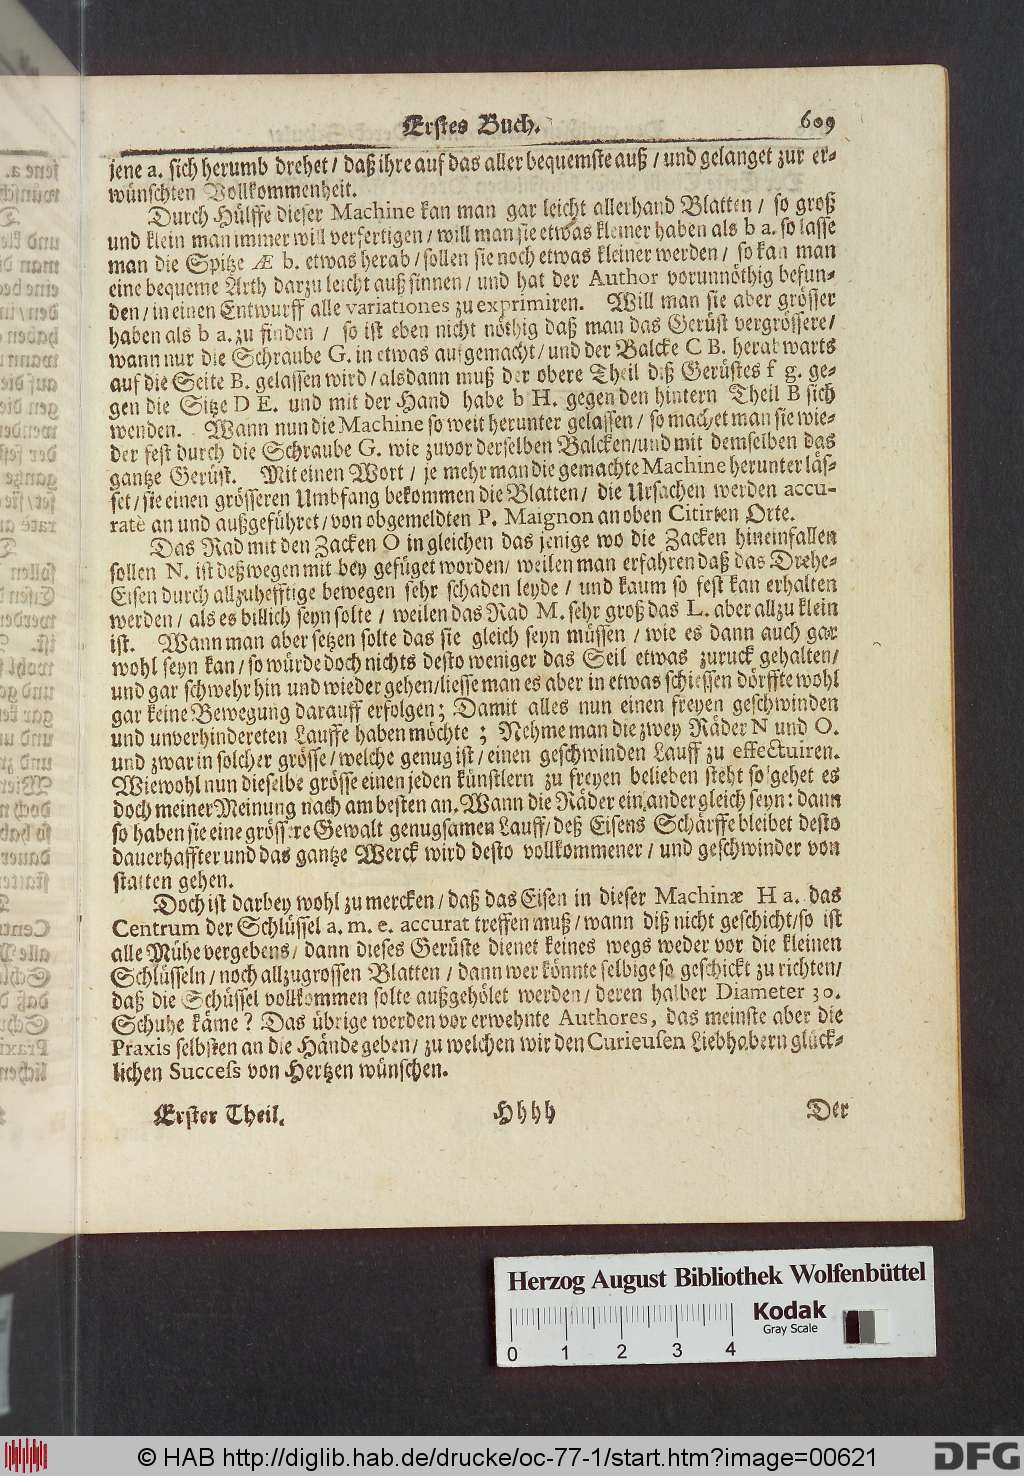 Erstes Buch. 609
jene a. sich herumb drehet / daß ihre auf das aller bequemste auß / und gelanget zur er-
wünschten Vollkommenheit.
Durch Hülffe dieser Machine kan man gar leicht allerhand Blatten / so groß
und klein man immer will verfertigen / will man sie etwas kleiner haben als b a. so lasse
man die Spitze Æ b. etwas herab / sollen sie noch etwas kleiner werden / so kan man
eine bequeme Arth darzu leicht auß sinnen / und hat der Author vorunnöthig befun-
den / in einen Entwurff alle variationes zu exprimiren. Will man sie aber grösser
haben als b a. zu finden / so ist eben nicht nöthig daß man das Gerüst vergrössere /
wann nur die Schraube G. in etwas aufgemacht / und der Balcke C B. herabwarts
auf die Seite B. gelassen wird / alsdann muß der obere Theil diß Gerüstes f g. ge-
gen die Sitze D E. und mit der Hand habe b H. gegen den hintern Theil B sich
wenden. Wann nun die Machine so weit herunter gelassen / so machet man sie wie-
der fest durch die Schraube G. wie zuvor derselben Balcken / und mit demselben das
gantze Gerüst. Mit einen Wort / je mehr man die gemachte Machine herunter läs-
set / sie einen grösseren Umbfang bekommen die Blatten / die Ursachen werden accu-
ratè an und außgeführet / von obgemeldten P. Maignon an oben Citirten Orte.
Das Rad mit den Zacken O in gleichen das jenige wo die Zacken hineinfallen
sollen N. ist deßwegen mit bey gefüget worden / weilen man erfahren daß das Drehe-
Eisen durch allzuhefftige bewegen sehr schaden leyde / und kaum so fest kan erhalten
werden / als es billich seyn solte / weilen das Rad M. sehr groß das L. aber allzu klein
ist. Wann man aber setzen solte das sie gleich seyn müssen / wie es dann auch gar
wohl seyn kan / so würde doch nichts desto weniger das Seil etwas zuruck gehalten /
und gar schwehr hin und wieder gehen / liesse man es aber in etwas schiessen dörffte wohl
gar keine Bewegung darauff erfolgen; Damit alles nun einen freyen geschwinden
und unverhindereten Lauffe haben möchte ; Nehme man die zwey Räder N und O.
und zwar in solcher grösse / welche genug ist / einen geschwinden Lauff zu effectuiren.
Wiewohl nun dieselbe grösse einen jeden künstlern zu freyen belieben steht so gehet es
doch meiner Meinung nach am besten an. Wann die Räder ein ander gleich seyn: dann
so haben sie eine grössere Gewalt genugsamen Lauff / deß Eisens Schärffe bleibet desto
dauerhaffter und das gantze Werck wird desto vollkommener / und geschwinder von
statten gehen.
Doch ist darbey wohl zu mercken / daß das Eisen in dieser Machinæ H a. das
Centrum der Schlüssel a. m. e. accurat treffen muß / wann diß nicht geschicht / so ist
alle Mühe vergebens / dann dieses Gerüste dienet keines wegs weder vor die kleinen
Schlüsseln / noch allzugrossen Blatten / dann wer könnte selbige so geschickt zu richten /
daß die Schüssel vollkommen solte außgehölet werden / deren halber Diameter 30.
Schuhe käme ? Das übrige werden vor erwehnte Authores, das meinste aber die
Praxis selbsten an die Hände geben / zu welchen wir den Curieusen Liebhabern glück-
lichen Success von Hertzen wünschen.
Erster Theil. Hhhh Der
Herzog August Bibliothek Wolfenbüttel
Kodak
Gray Scale
0 1 2 3 4
© HAB http://diglib.hab.de/drucke/oc-77-1/start.htm?image=00621
DFG